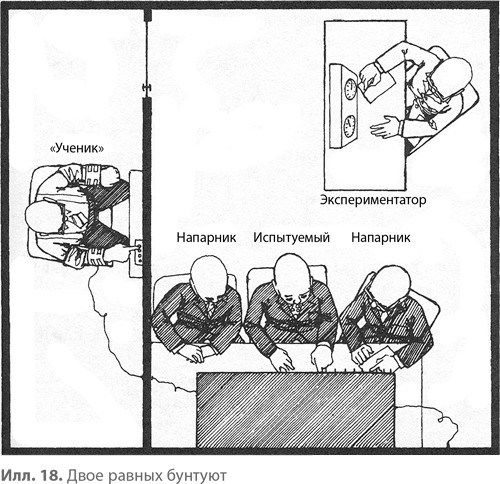 «Ученик»
Экспериментатор
Напарник Испытуемый Напарник
Илл. 18. Двое равных бунтуют